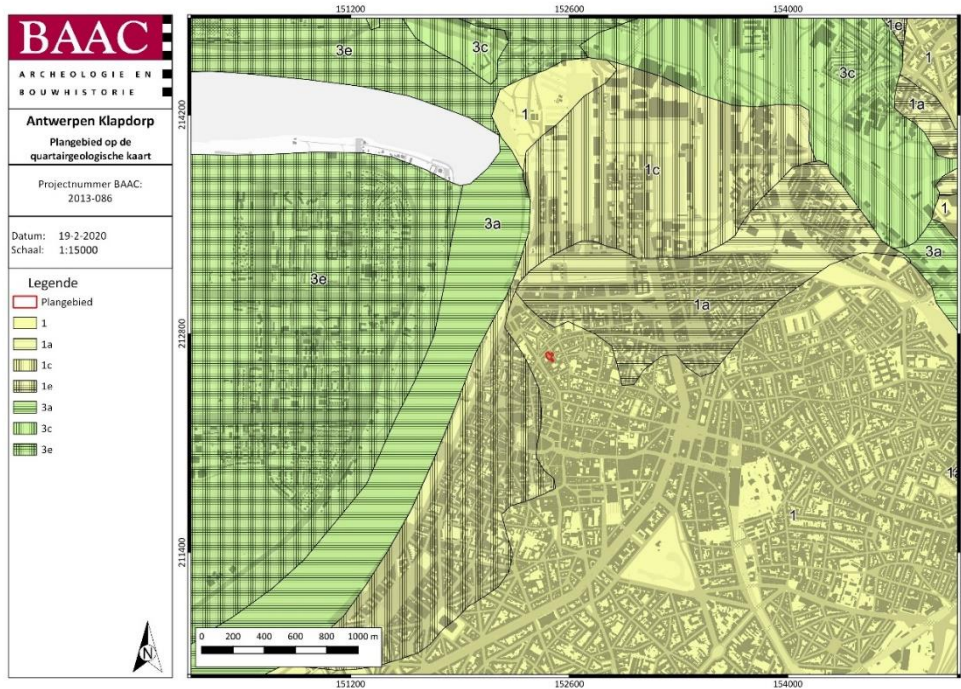 BAAC
ARCHEOLOGIE EN
BOUWHISTORIE
Antwerpen Klapdorp
Plangebied op de
quartairgeologische kaart
Projectnummer BAAC:
2013-086
Datum: 19-2-2020
Schaal: 1:15000
Legende
Plangebied
1
1a
1c
1e
3a
3c
3e
N
151200 152600 154000
214200
212800
211400
3e
3c
3c
1e
1
1
1a
1c
1
3a
3a
3e
1a
1
0 200 400 600 800 1000 m
151200 152600 154000